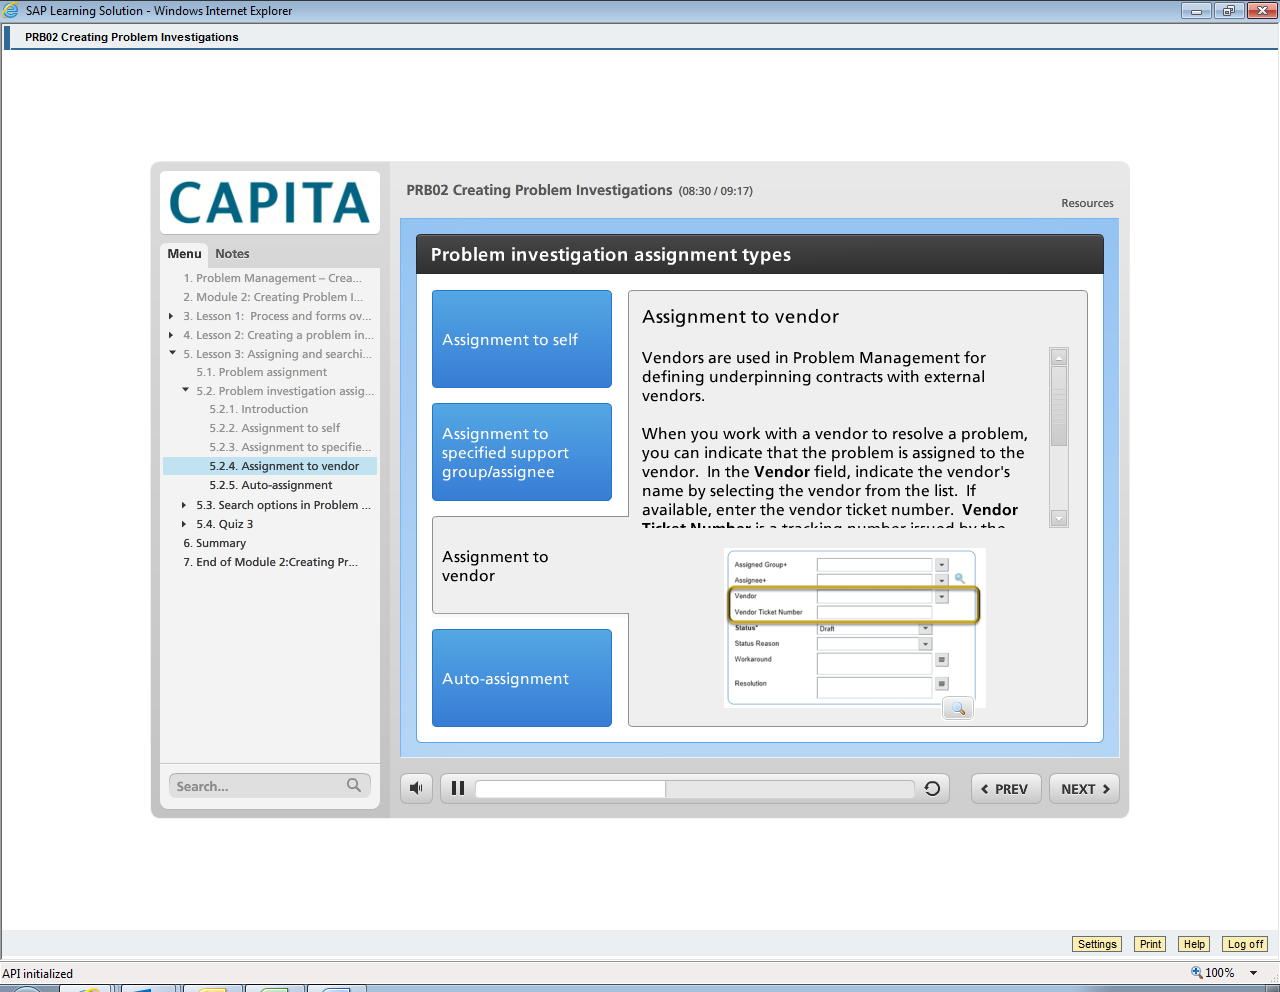 SAP Learning Solution - Windows Internet Explorer
PRB02 Creating Problem Investigations
CAPITA
PRB02 Creating Problem Investigations (08:30 / 09:17)
Resources
Menu Notes
1. Problem Management – Crea...
2. Module 2: Creating Problem I...
3. Lesson 1: Process and forms ov...
4. Lesson 2: Creating a problem in...
5. Lesson 3: Assigning and searchi...
5.1. Problem assignment
5.2. Problem investigation assig...
5.2.1. Introduction
5.2.2. Assignment to self
5.2.3. Assignment to specifie...
5.2.4. Assignment to vendor
5.2.5. Auto-assignment
5.3. Search options in Problem ...
5.4. Quiz 3
6. Summary
7. End of Module 2:Creating Pr...
Search...
Problem investigation assignment types
Assignment to self
Assignment to
specified support
group/assignee
Assignment to
vendor
Auto-assignment
Assignment to vendor
Vendors are used in Problem Management for
defining underpinning contracts with external
vendors.
When you work with a vendor to resolve a problem,
you can indicate that the problem is assigned to the
vendor. In the Vendor field, indicate the vendor's
name by selecting the vendor from the list. If
available, enter the vendor ticket number. Vendor
Ticket Number is a tracking number issued by the
Assigned Group+
Assignee+
Vendor
Vendor Ticket Number
Status* Draft
Status Reason
Workaround
Resolution
PREV
NEXT
Settings
Print
Help
Log off
API initialized
100%